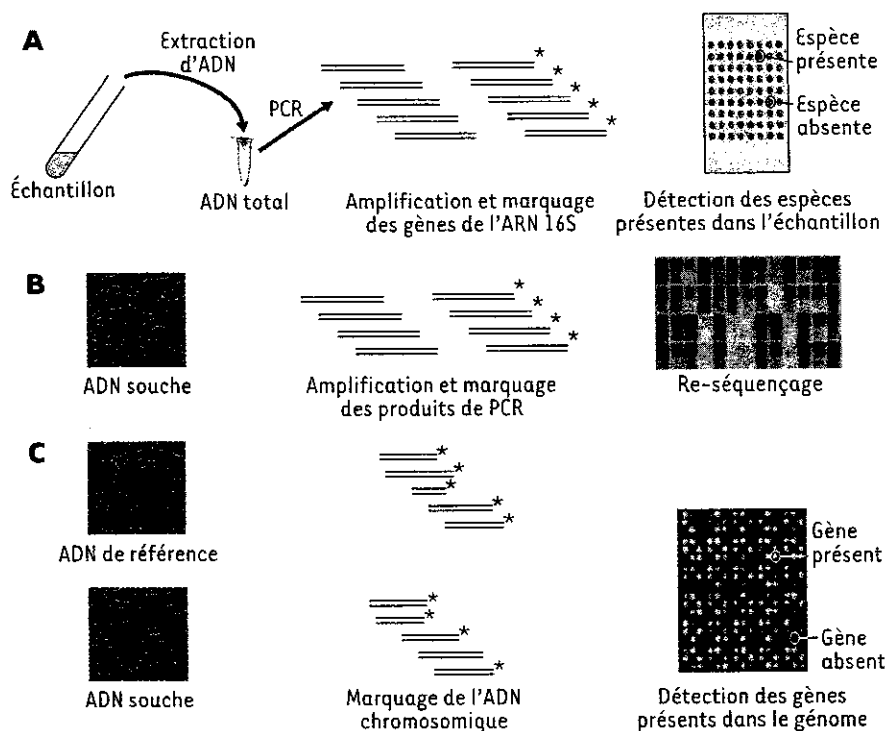 A
Extraction
d'ADN
PCR
*
*
*
*
*
Espèce
présente
Espèce
absente
Échantillon
ADN total
Amplification et marquage
des gènes de l'ARN 16S
Détection des espèces
présentes dans l'échantillon
B
*
*
*
*
ADN souche
Amplification et marquage
des produits de PCR
Re-séquençage
C
*
*
*
*
*
ADN de référence
Gène
présent
*
*
*
*
Gène
absent
ADN souche
Marquage de l'ADN
chromosomique
Détection des gènes
présents dans le génome